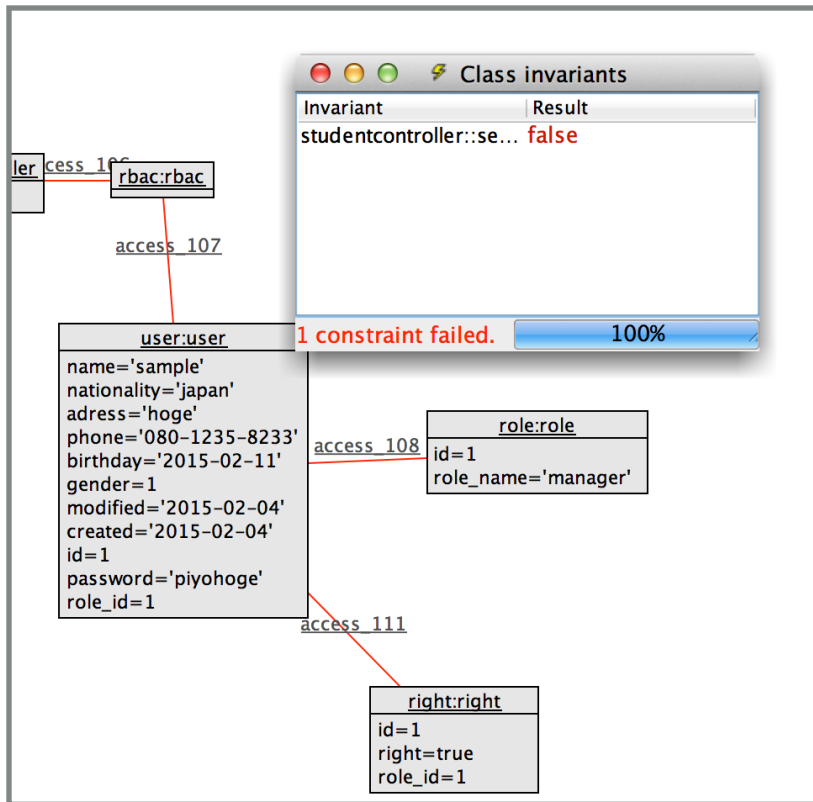 Class invariants
Invariant Result
studentcontroller::se... false
1 constraint failed. 100%
ler
rbac:rbac
access_107
user:user
name='sample'
nationality='japan'
adress='hoge'
phone='080-1235-8233'
birthday='2015-02-11'
gender=1
modified='2015-02-04'
created='2015-02-04'
id=1
password='piyohoge'
role_id=1
access_108
role:role
id=1
role_name='manager'
access_111
right:right
id=1
right=true
role_id=1